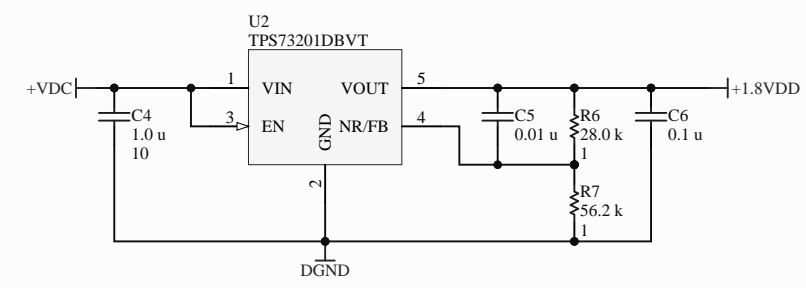 U2
TPS73201DBVT
+VDC
1
VIN
VOUT
5
+1.8VDD
C4
1.0 u
10
3
EN
GND
NR/FB
4
C5
0.01 u
R6
28.0 k
1
C6
0.1 u
2
R7
56.2 k
1
DGND